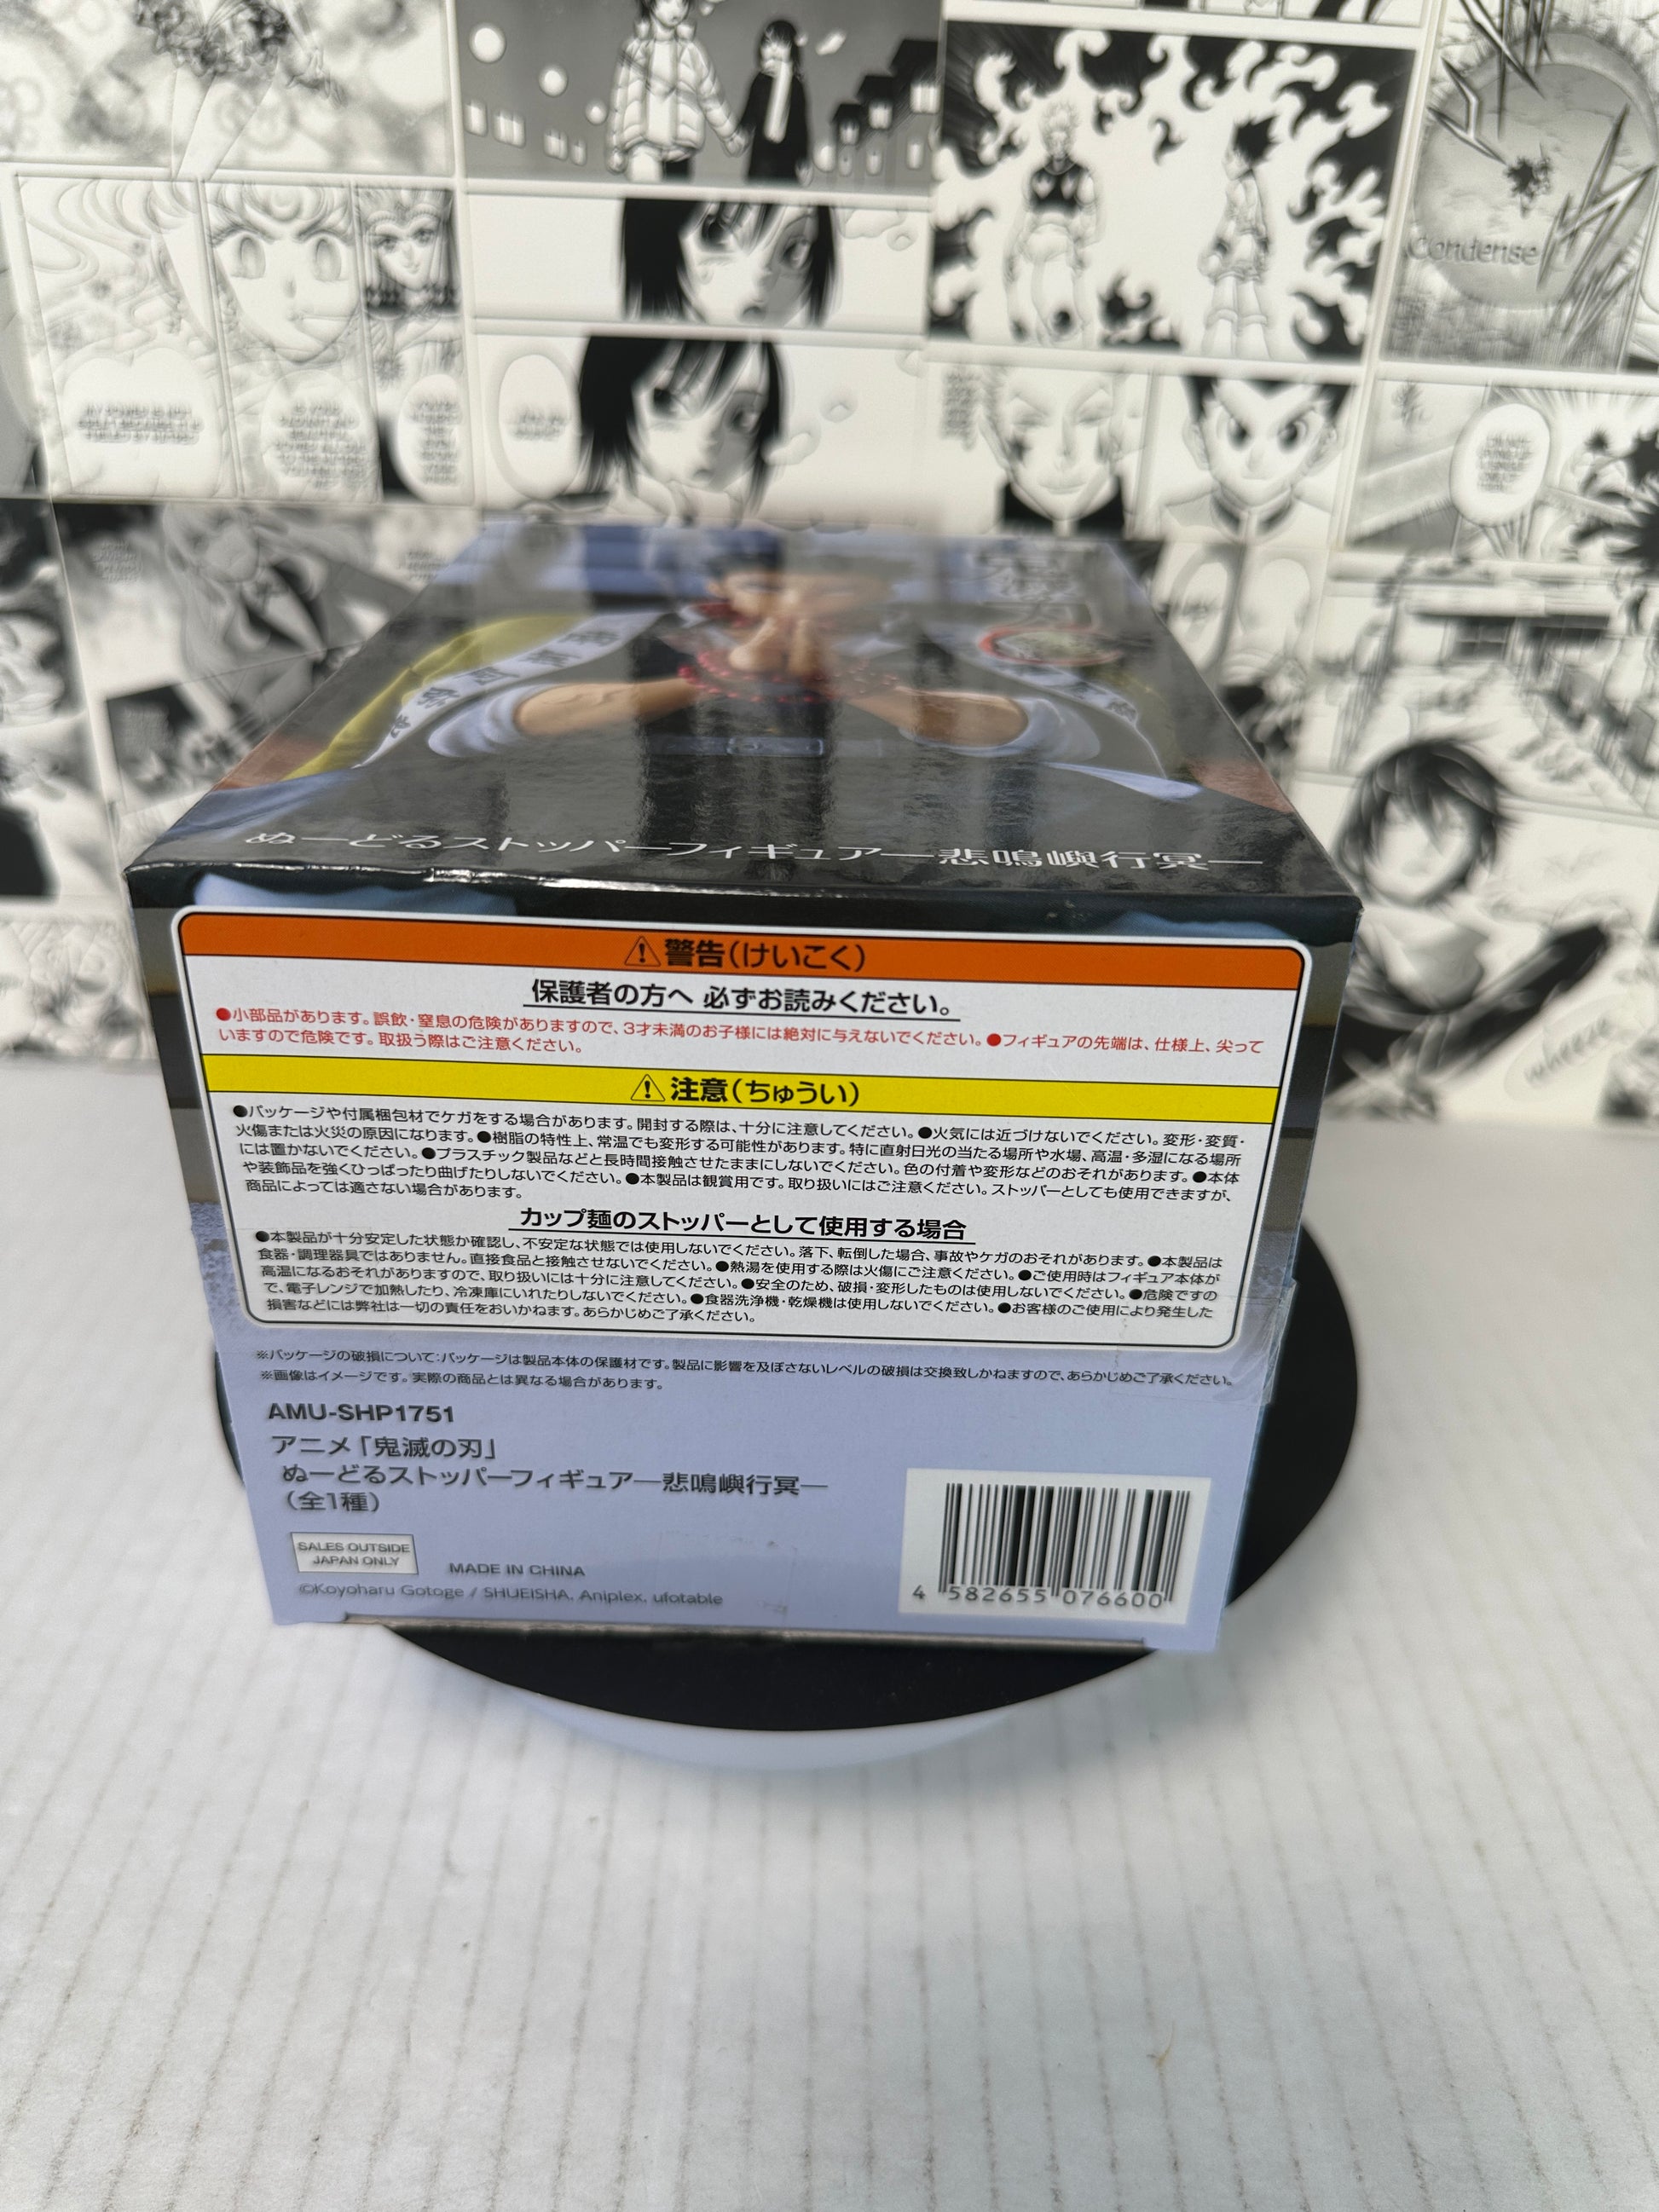 Condense
ぬーどるストッパーフィギュア―悲鳴嶼行冥―
⚠警告(けいこく)
保護者の方へ 必ずお読みください。
●小部品があります。誤飲・窒息の危険がありますので、3才未満のお子様には絶対に与えないでください。●フィギュアの先端は、仕様上、尖って
いますので危険です。取扱う際はご注意ください。
⚠注意(ちゅうい)
●パッケージや付属梱包材でケガをする場合があります。開封する際は、十分に注意してください。●火気には近づけないでください。変形・変質・
火傷または火災の原因になります。●樹脂の特性上、常温でも変形する可能性があります。特に直射日光の当たる場所や水場、高温・多湿になる場所
には置かないでください。●プラスチック製品などと長時間接触させたままにしないでください。色の付着や変形などのおそれがあります。●本体
や装飾品を強くひっぱったり曲げたりしないでください。●本製品は観賞用です。取り扱いにはご注意ください。ストッパーとしても使用できますが、
商品によっては適さない場合があります。
カップ麺のストッパーとして使用する場合
●本製品が十分安定した状態か確認し、不安定な状態では使用しないでください。落下、転倒した場合、事故やケガのおそれがあります。●本製品は
食器・調理器具ではありません。直接食品と接触させないでください。●熱湯を使用する際は火傷にご注意ください。●ご使用時はフィギュア本体が
高温になるおそれがありますので、取り扱いには十分に注意してください。●安全のため、破損・変形したものは使用しないでください。●危険ですの
で、電子レンジで加熱したり、冷凍庫にいれたりしないでください。●食器洗浄機・乾燥機は使用しないでください。●お客様のご使用により発生した
損害などには弊社は一切の責任をおいかねます。あらかじめご了承ください。
※パッケージの破損について:パッケージは製品本体の保護材です。製品に影響を及ぼさないレベルの破損は交換致しかねますので、あらかじめご了承ください。
※画像はイメージです。実際の商品とは異なる場合があります。
AMU-SHP1751
アニメ「鬼滅の刃」
ぬーどるストッパーフィギュア―悲鳴嶼行冥―
(全1種)
SALES OUTSIDE
JAPAN ONLY
MADE IN CHINA
©Koyoharu Gotoge / SHUEISHA, Aniplex, ufotable
4 582655 076600
wheeze